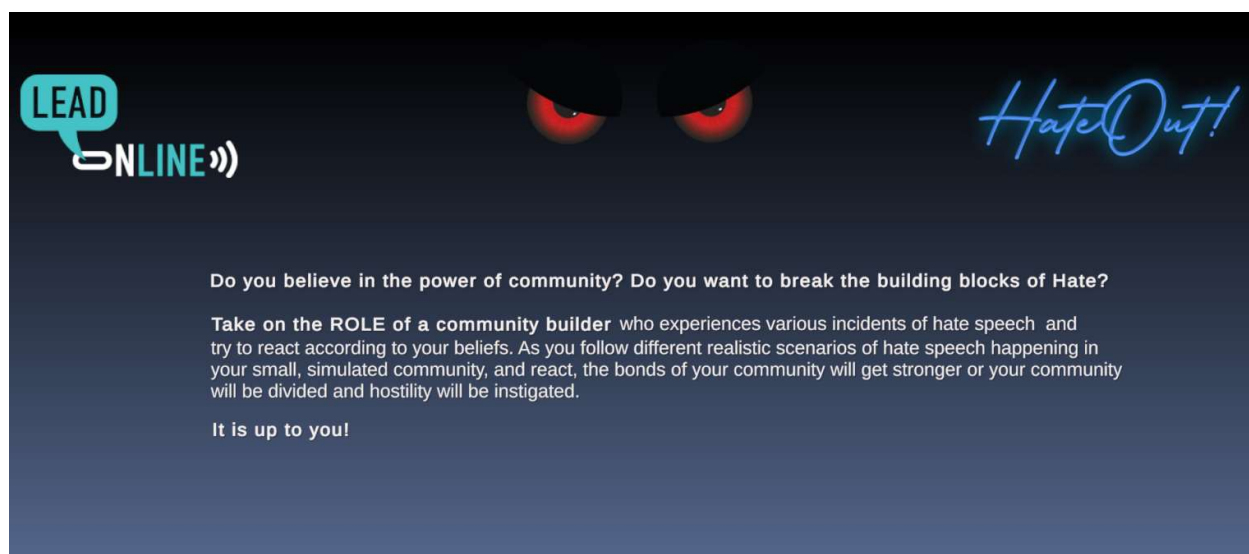 LEAD
ONLINE
HateOut!
Do you believe in the power of community? Do you want to break the building blocks of Hate?
Take on the ROLE of a community builder who experiences various incidents of hate speech and
try to react according to your beliefs. As you follow different realistic scenarios of hate speech happening in
your small, simulated community, and react, the bonds of your community will get stronger or your community
will be divided and hostility will be instigated.
It is up to you!